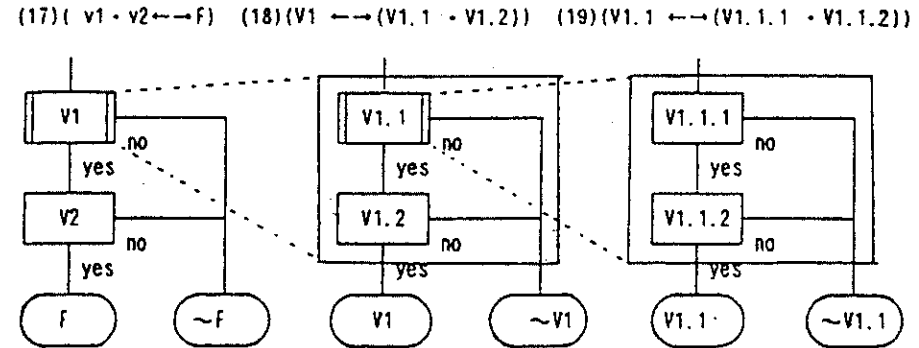 (17)( v1 · v2←→F) (18)(V1 ←→(V1.1 · V1.2)) (19)(V1.1 ←→(V1.1.1 · V1.1.2))
V1 V1.1 V1.1.1
no no no
yes yes yes
V2 V1.2 V1.1.2
no no no
yes yes yes
F ~F V1 ~V1 V1.1 ~V1.1